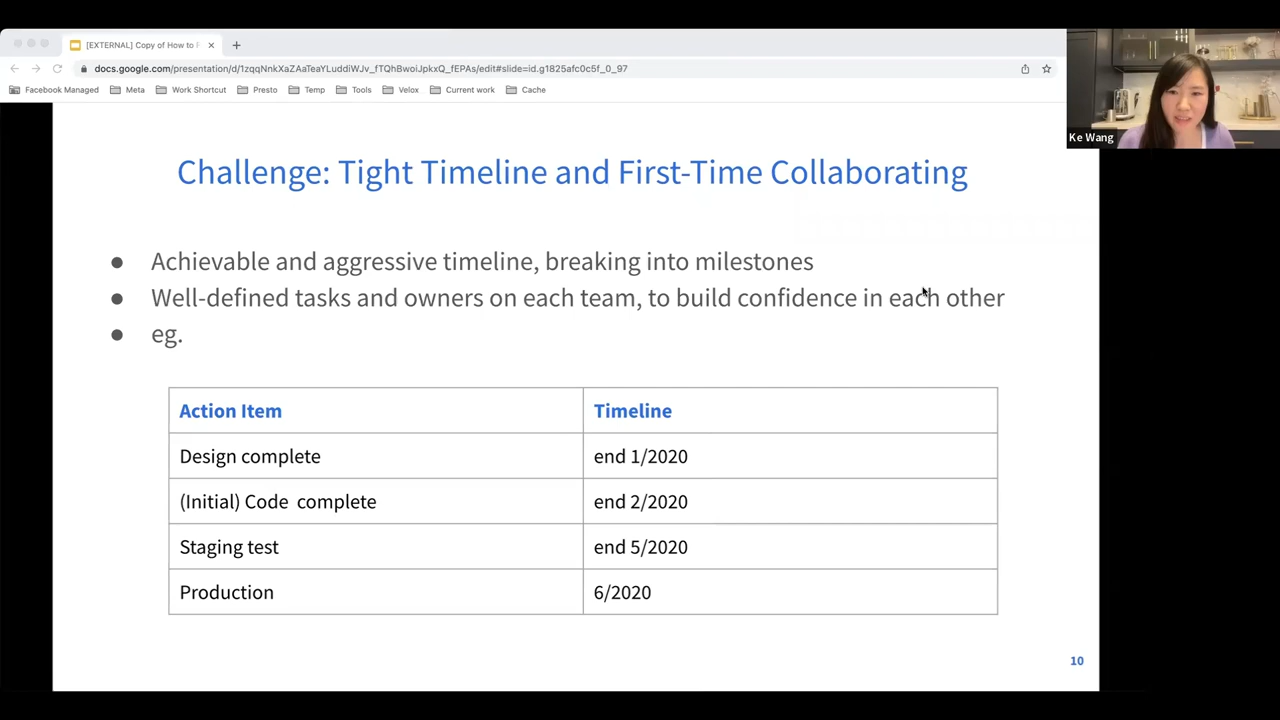 [EXTERNAL] Copy of How to
docs.google.com/presentation/d/1zqqNnkXaZAaTeaYLuddiWJv_fTQhBwoiJpkxQ_fEPAs/edit#slide=id.g1825afc0c5f_0_97
Facebook Managed Meta Work Shortcut Presto Temp Tools Velox Current work Cache
Ke Wang
Challenge: Tight Timeline and First-Time Collaborating
● Achievable and aggressive timeline, breaking into milestones
● Well-defined tasks and owners on each team, to build confidence in each other
● eg.
Action Item Timeline
Design complete end 1/2020
(Initial) Code complete end 2/2020
Staging test end 5/2020
Production 6/2020
10